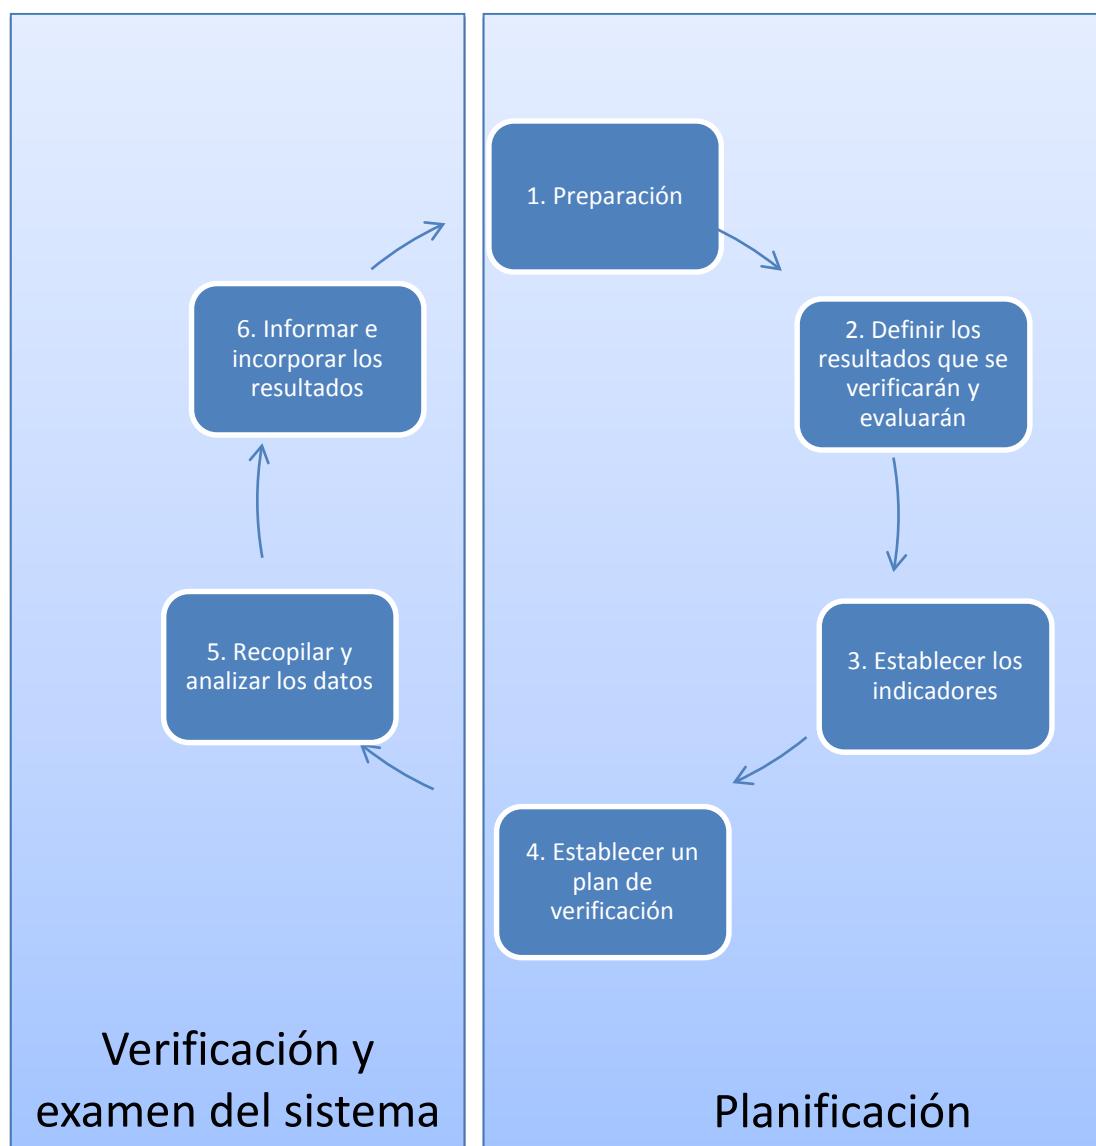 1. Preparación
2. Definir los
resultados que se
verificarán y
evaluarán
3. Establecer los
indicadores
4. Establecer un
plan de
verificación
5. Recopilar y
analizar los datos
6. Informar e
incorporar los
resultados
Verificación y
examen del sistema
Planificación